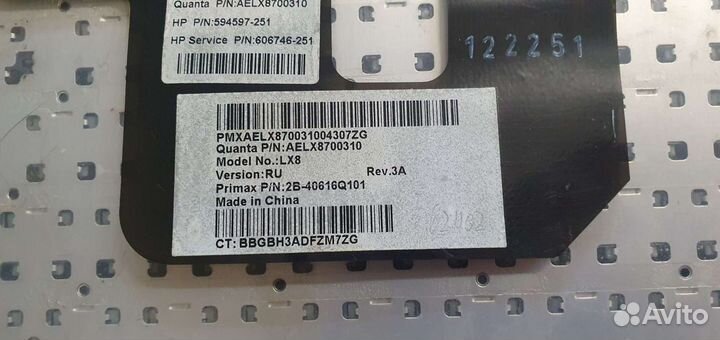 Quanta P/N:AELX8700310
HP P/N:594597-251
HP Service P/N:606746-251
122251
PMXAELX870031004307ZG
Quanta P/N:AELX8700310
Model No.:LX8
Version:RU Rev.3A
Primax P/N:2B-40616Q101
Made in China
CT: BBGBH3ADFZM7ZG
Avito